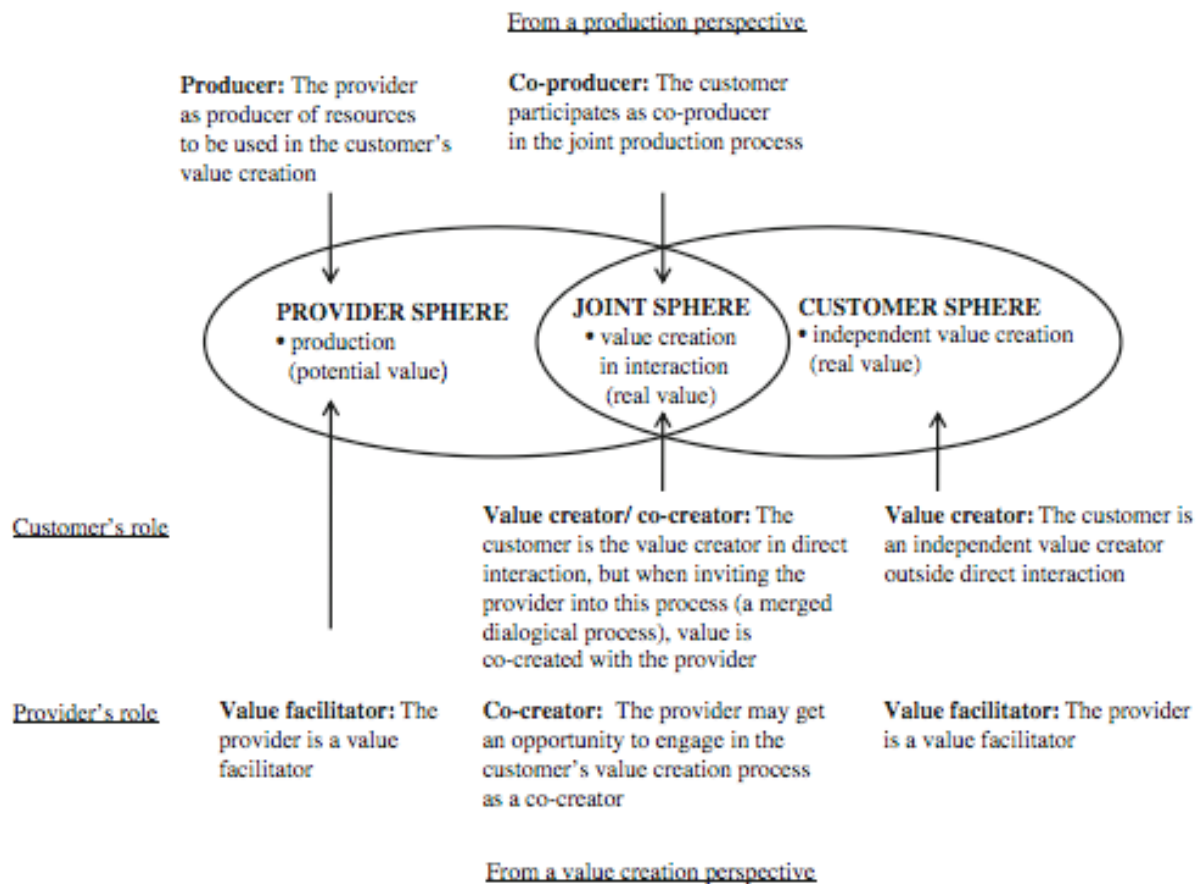 From a production perspective
Producer: The provider
as producer of resources
to be used in the customer's
value creation
Co-producer: The customer
participates as co-producer
in the joint production process
PROVIDER SPHERE
• production
(potential value)
JOINT SPHERE
• value creation
in interaction
(real value)
CUSTOMER SPHERE
• independent value creation
(real value)
Customer's role
Value creator/ co-creator: The
customer is the value creator in direct
interaction, but when inviting the
provider into this process (a merged
dialogical process), value is
co-created with the provider
Value creator: The customer is
an independent value creator
outside direct interaction
Provider's role
Value facilitator: The
provider is a value
facilitator
Co-creator: The provider may get
an opportunity to engage in the
customer's value creation process
as a co-creator
Value facilitator: The provider
is a value facilitator
From a value creation perspective